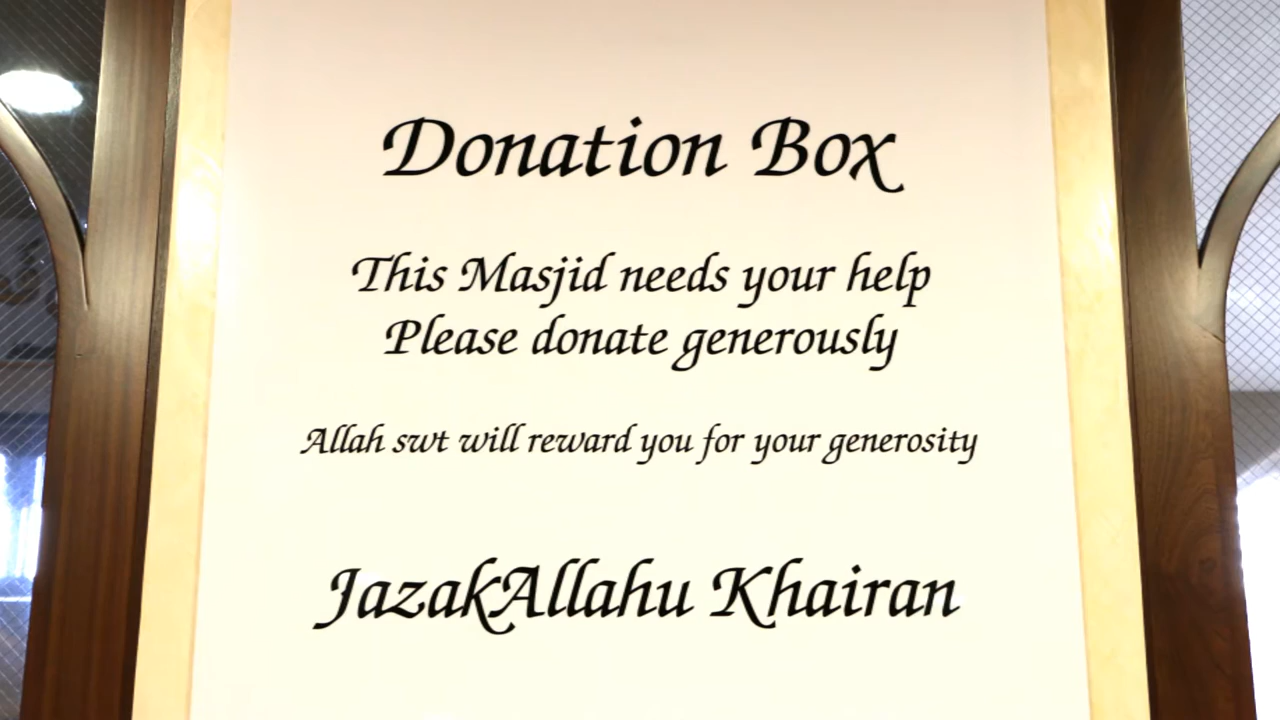 Donation Box
This Masjid needs your help
Please donate generously
Allah swt will reward you for your generosity
JazakAllahu Khairan